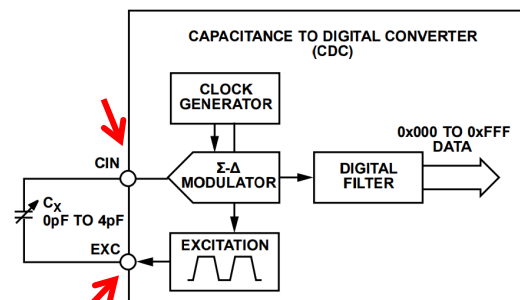 CAPACITANCE TO DIGITAL CONVERTER
(CDC)
CLOCK
GENERATOR
0x000 TO 0xFFF
DATA
CIN
Σ-Δ
MODULATOR
DIGITAL
FILTER
CX
0pF TO 4pF
EXC
EXCITATION